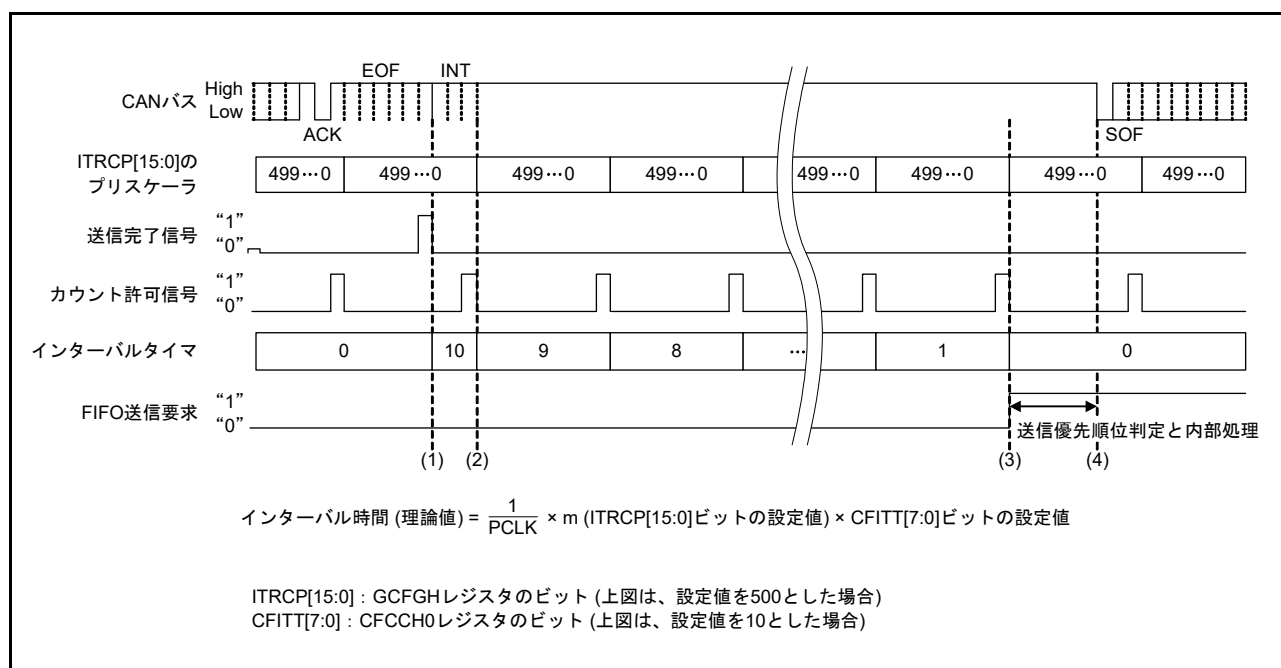 EOF INT
CANバス High
Low
ACK SOF
ITRCP[15:0]の
プリスケーラ
499…0 499…0 499…0 499…0 499…0 499…0 499…0 499…0
送信完了信号 “1”
“0”
カウント許可信号 “1”
“0”
インターバルタイマ 0 10 9 8 … 1 0
FIFO送信要求 “1”
“0”
送信優先順位判定と内部処理
(1) (2) (3) (4)
インターバル時間 (理論値) = 1/PCLK × m (ITRCP[15:0]ビットの設定値) × CFITT[7:0]ビットの設定値
ITRCP[15:0] : GCFGHレジスタのビット (上図は、設定値を500とした場合)
CFITT[7:0] : CFCCH0レジスタのビット (上図は、設定値を10とした場合)